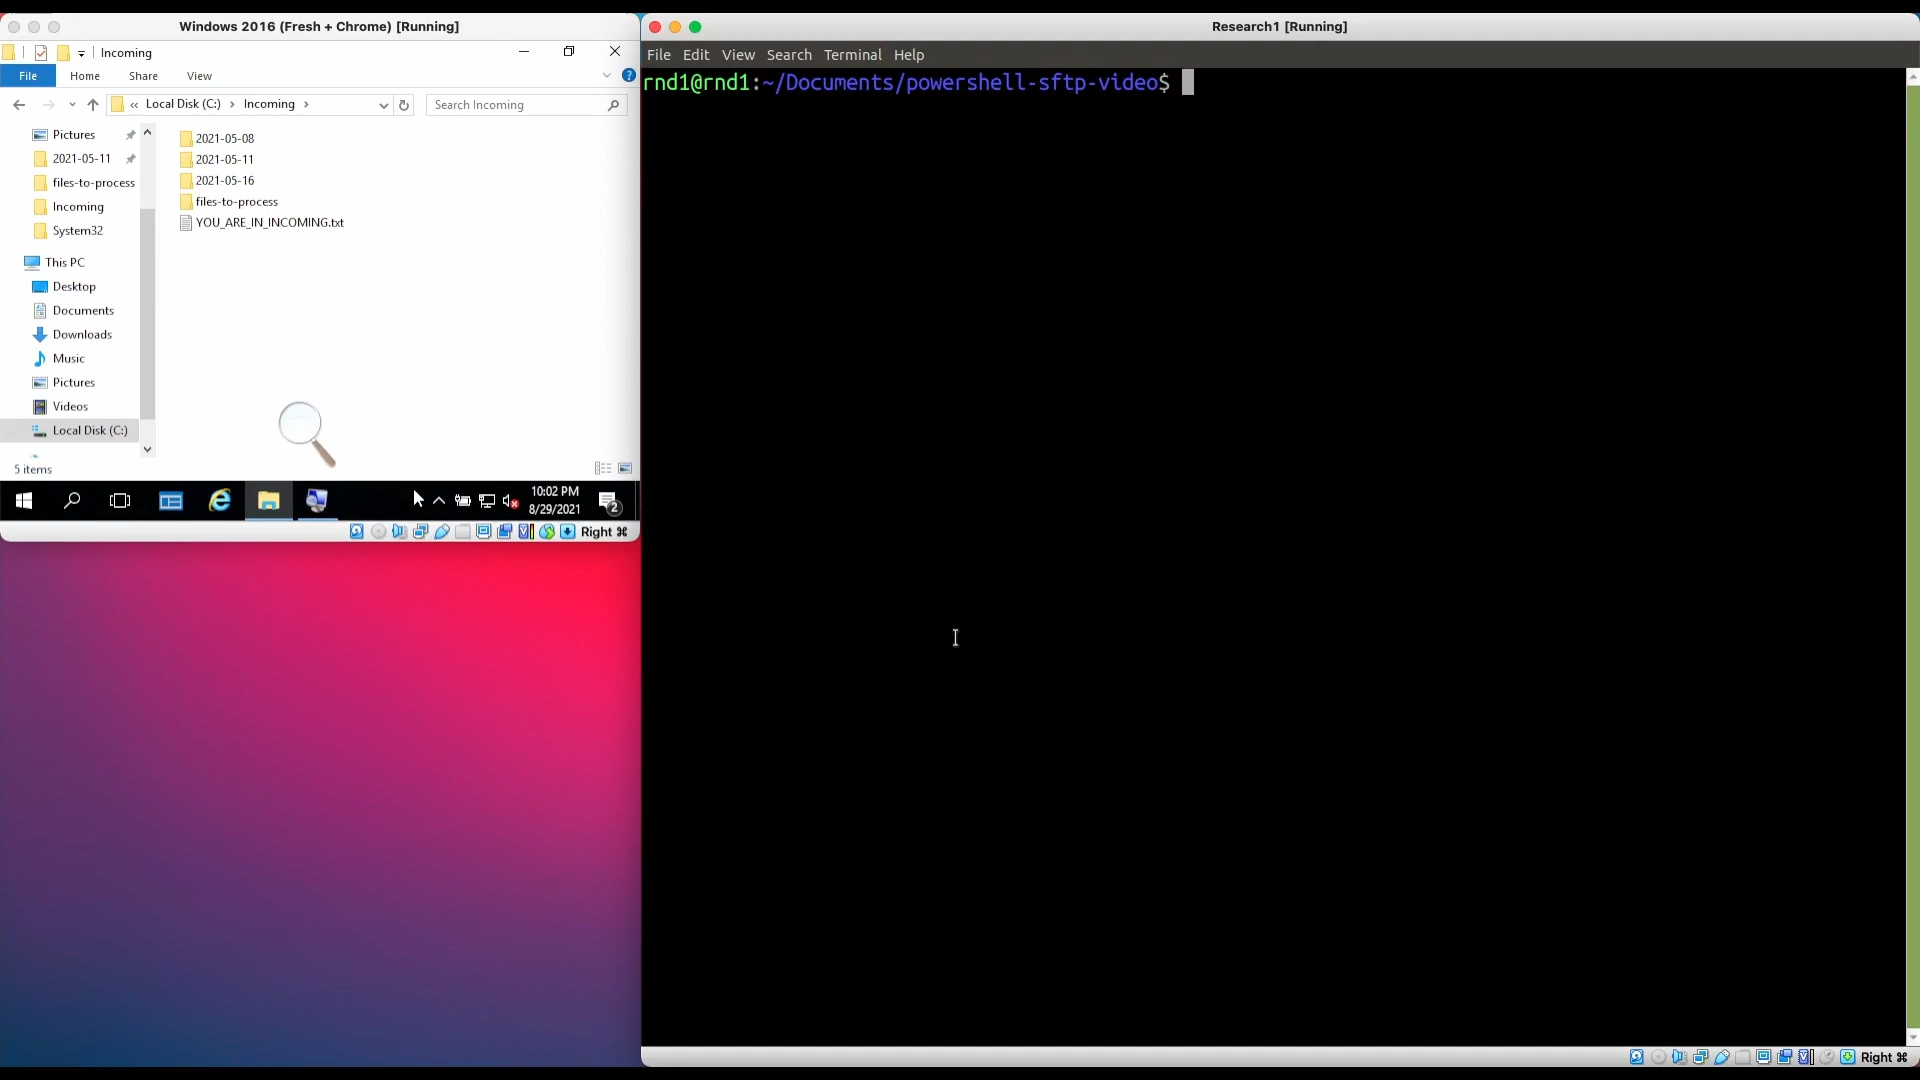 Windows 2016 (Fresh + Chrome) [Running]
Incoming
File Home Share View
« Local Disk (C:) > Incoming >
Search Incoming
Pictures
2021-05-11
files-to-process
Incoming
System32
This PC
Desktop
Documents
Downloads
Music
Pictures
Videos
Local Disk (C:)
2021-05-08
2021-05-11
2021-05-16
files-to-process
YOU_ARE_IN_INCOMING.txt
5 items
10:02 PM
8/29/2021
2
Right ⌘
Research1 [Running]
File Edit View Search Terminal Help
rnd1@rnd1:~/Documents/powershell-sftp-video$
Right ⌘